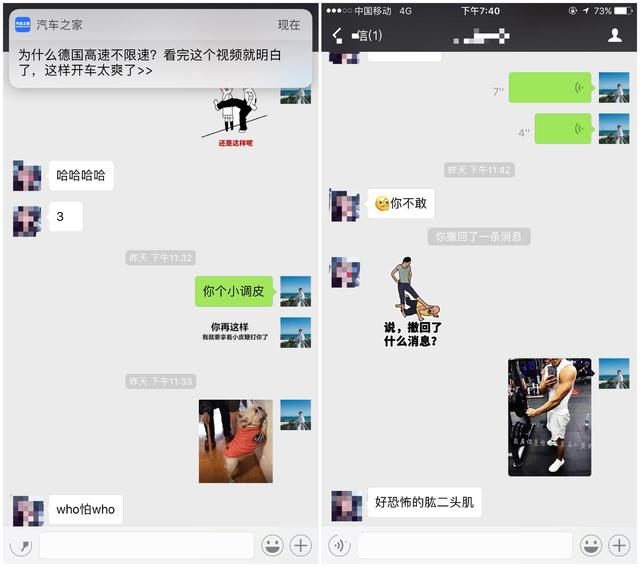 汽车之家
现在
为什么德国高速不限速？看完这个视频就明白
了，这样开车太爽了>>
还是这样呢
哈哈哈哈
3
昨天 下午11:32
你个小调皮
你再这样
我就要拿着小皮鞭打你了
昨天 下午11:33
who怕who
中国移动 4G
下午7:40
73%
信(1)
7"
4"
昨天 下午11:42
你不敢
你撤回了一条消息
说，撤回了
什么消息？
好恐怖的肱二头肌